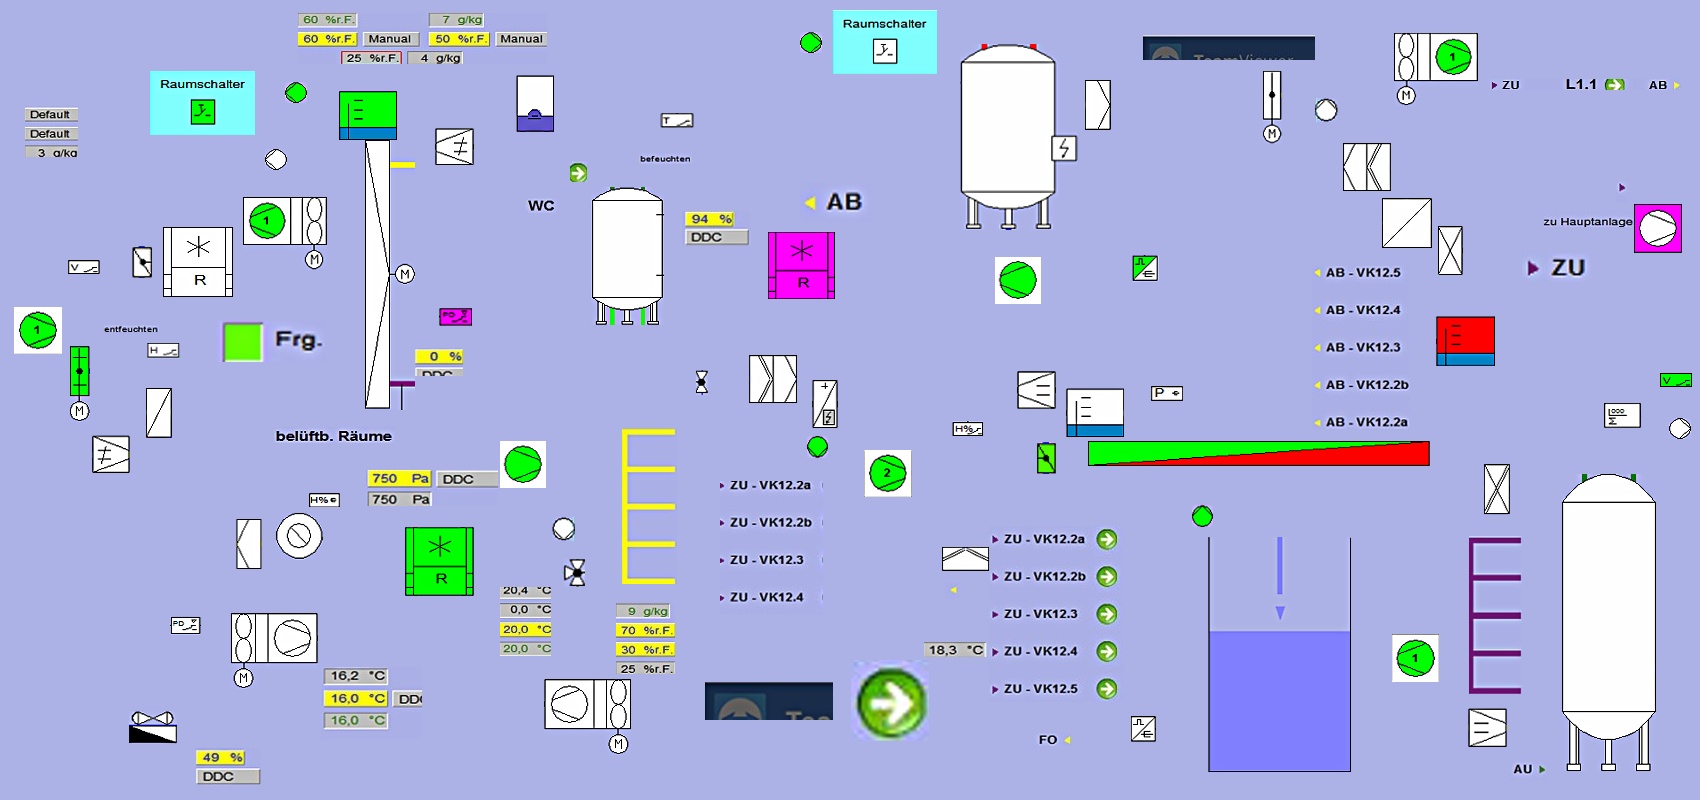 60 %r.F.
7 g/kg
60 %r.F. Manual
50 %r.F. Manual
25 %r.F.
4 g/kg
Raumschalter
Raumschalter
TeamViewer
1
M
ZU
L1.1
AB
Default
Default
3 g/kg
T
befeuchten
M
WC
AB
94 %
DDC
1
M
R
R
V
M
zu Hauptanlage
ZU
AB - VK12.5
AB - VK12.4
AB - VK12.3
AB - VK12.2b
AB - VK12.2a
1
entfeuchten
H
M
Frg.
PD
0 %
DDC
P
H%
V
1000
Σ
belüftb. Räume
750 Pa DDC
750 Pa
H%
2
ZU - VK12.2a
ZU - VK12.2b
ZU - VK12.3
ZU - VK12.4
R
20,4 °C
0,0 °C
20,0 °C
20,0 °C
9 g/kg
70 %r.F.
30 %r.F.
25 %r.F.
ZU - VK12.2a
ZU - VK12.2b
ZU - VK12.3
18,3 °C
ZU - VK12.4
ZU - VK12.5
FO
1
PD
M
16,2 °C
16,0 °C DDC
16,0 °C
M
49 %
DDC
AU